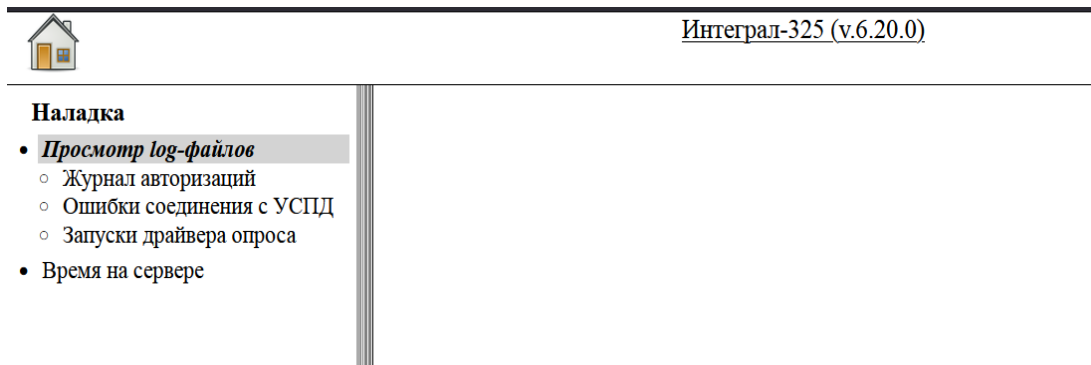 Интеграл-325 (v.6.20.0)
Наладка
Просмотр log-файлов
Журнал авторизаций
Ошибки соединения с УСПД
Запуски драйвера опроса
Время на сервере